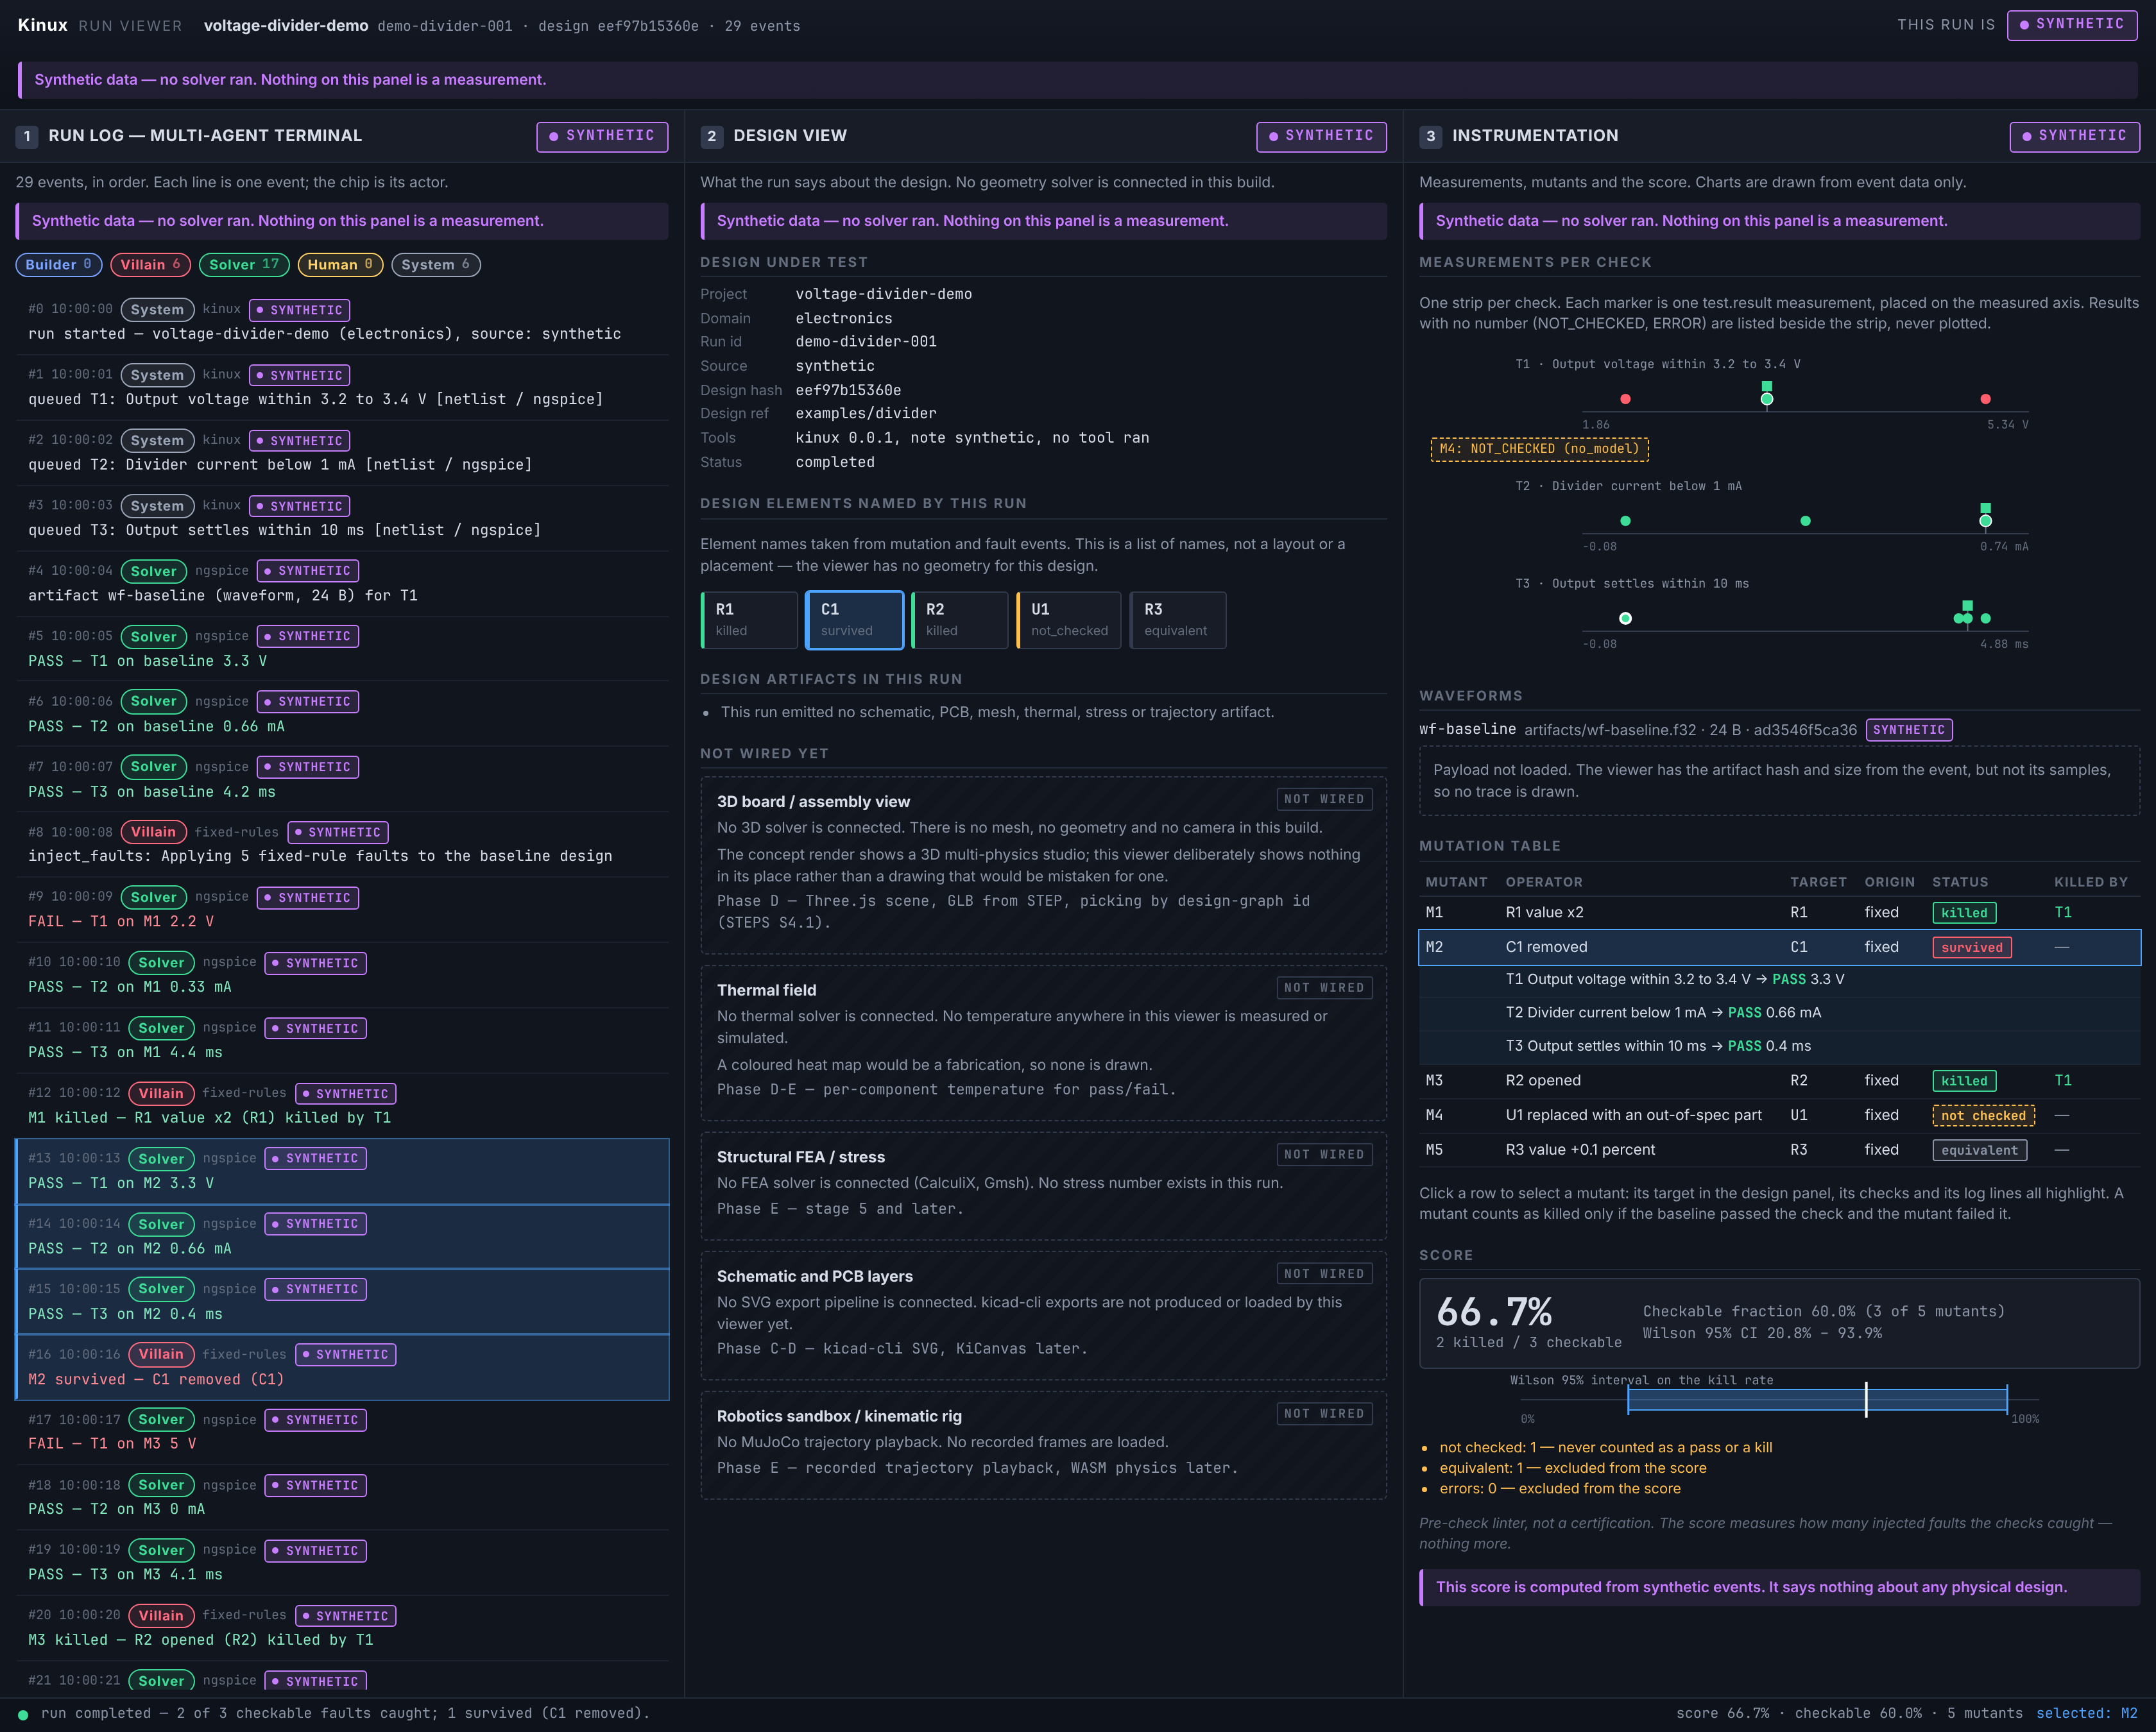 Kinux RUN VIEWER voltage-divider-demo demo-divider-001 · design eef97b15360e · 29 events
THIS RUN IS ● SYNTHETIC
Synthetic data — no solver ran. Nothing on this panel is a measurement.
1 RUN LOG — MULTI-AGENT TERMINAL ● SYNTHETIC
29 events, in order. Each line is one event; the chip is its actor.
Synthetic data — no solver ran. Nothing on this panel is a measurement.
Builder 0 Villain 6 Solver 17 Human 0 System 6
#0 10:00:00 System kinux ● SYNTHETIC
run started — voltage-divider-demo (electronics), source: synthetic
#1 10:00:01 System kinux ● SYNTHETIC
queued T1: Output voltage within 3.2 to 3.4 V [netlist / ngspice]
#2 10:00:02 System kinux ● SYNTHETIC
queued T2: Divider current below 1 mA [netlist / ngspice]
#3 10:00:03 System kinux ● SYNTHETIC
queued T3: Output settles within 10 ms [netlist / ngspice]
#4 10:00:04 Solver ngspice ● SYNTHETIC
artifact wf-baseline (waveform, 24 B) for T1
#5 10:00:05 Solver ngspice ● SYNTHETIC
PASS — T1 on baseline 3.3 V
#6 10:00:06 Solver ngspice ● SYNTHETIC
PASS — T2 on baseline 0.66 mA
#7 10:00:07 Solver ngspice ● SYNTHETIC
PASS — T3 on baseline 4.2 ms
#8 10:00:08 Villain fixed-rules ● SYNTHETIC
inject_faults: Applying 5 fixed-rule faults to the baseline design
#9 10:00:09 Solver ngspice ● SYNTHETIC
FAIL — T1 on M1 2.2 V
#10 10:00:10 Solver ngspice ● SYNTHETIC
PASS — T2 on M1 0.33 mA
#11 10:00:11 Solver ngspice ● SYNTHETIC
PASS — T3 on M1 4.4 ms
#12 10:00:12 Villain fixed-rules ● SYNTHETIC
M1 killed — R1 value x2 (R1) killed by T1
#13 10:00:13 Solver ngspice ● SYNTHETIC
PASS — T1 on M2 3.3 V
#14 10:00:14 Solver ngspice ● SYNTHETIC
PASS — T2 on M2 0.66 mA
#15 10:00:15 Solver ngspice ● SYNTHETIC
PASS — T3 on M2 0.4 ms
#16 10:00:16 Villain fixed-rules ● SYNTHETIC
M2 survived — C1 removed (C1)
#17 10:00:17 Solver ngspice ● SYNTHETIC
FAIL — T1 on M3 5 V
#18 10:00:18 Solver ngspice ● SYNTHETIC
PASS — T2 on M3 0 mA
#19 10:00:19 Solver ngspice ● SYNTHETIC
PASS — T3 on M3 4.1 ms
#20 10:00:20 Villain fixed-rules ● SYNTHETIC
M3 killed — R2 opened (R2) killed by T1
#21 10:00:21 Solver ngspice ● SYNTHETIC
2 DESIGN VIEW ● SYNTHETIC
What the run says about the design. No geometry solver is connected in this build.
Synthetic data — no solver ran. Nothing on this panel is a measurement.
DESIGN UNDER TEST
Project voltage-divider-demo
Domain electronics
Run id demo-divider-001
Source synthetic
Design hash eef97b15360e
Design ref examples/divider
Tools kinux 0.0.1, note synthetic, no tool ran
Status completed
DESIGN ELEMENTS NAMED BY THIS RUN
Element names taken from mutation and fault events. This is a list of names, not a layout or a
placement — the viewer has no geometry for this design.
R1 C1 R2 U1 R3
killed survived killed not_checked equivalent
DESIGN ARTIFACTS IN THIS RUN
• This run emitted no schematic, PCB, mesh, thermal, stress or trajectory artifact.
NOT WIRED YET
3D board / assembly view NOT WIRED
No 3D solver is connected. There is no mesh, no geometry and no camera in this build.
The concept render shows a 3D multi-physics studio; this viewer deliberately shows nothing
in its place rather than a drawing that would be mistaken for one.
Phase D — Three.js scene, GLB from STEP, picking by design-graph id
(STEPS S4.1).
Thermal field NOT WIRED
No thermal solver is connected. No temperature anywhere in this viewer is measured or
simulated.
A coloured heat map would be a fabrication, so none is drawn.
Phase D-E — per-component temperature for pass/fail.
Structural FEA / stress NOT WIRED
No FEA solver is connected (CalculiX, Gmsh). No stress number exists in this run.
Phase E — stage 5 and later.
Schematic and PCB layers NOT WIRED
No SVG export pipeline is connected. kicad-cli exports are not produced or loaded by this
viewer yet.
Phase C-D — kicad-cli SVG, KiCanvas later.
Robotics sandbox / kinematic rig NOT WIRED
No MuJoCo trajectory playback. No recorded frames are loaded.
Phase E — recorded trajectory playback, WASM physics later.
3 INSTRUMENTATION ● SYNTHETIC
Measurements, mutants and the score. Charts are drawn from event data only.
Synthetic data — no solver ran. Nothing on this panel is a measurement.
MEASUREMENTS PER CHECK
One strip per check. Each marker is one test.result measurement, placed on the measured axis. Results
with no number (NOT_CHECKED, ERROR) are listed beside the strip, never plotted.
T1 · Output voltage within 3.2 to 3.4 V
1.86 5.34 V
M4: NOT_CHECKED (no_model)
T2 · Divider current below 1 mA
-0.08 0.74 mA
T3 · Output settles within 10 ms
-0.08 4.88 ms
WAVEFORMS
wf-baseline artifacts/wf-baseline.f32 · 24 B · ad3546f5ca36 SYNTHETIC
Payload not loaded. The viewer has the artifact hash and size from the event, but not its samples,
so no trace is drawn.
MUTATION TABLE
MUTANT OPERATOR TARGET ORIGIN STATUS KILLED BY
M1 R1 value x2 R1 fixed killed T1
M2 C1 removed C1 fixed survived —
T1 Output voltage within 3.2 to 3.4 V → PASS 3.3 V
T2 Divider current below 1 mA → PASS 0.66 mA
T3 Output settles within 10 ms → PASS 0.4 ms
M3 R2 opened R2 fixed killed T1
M4 U1 replaced with an out-of-spec part U1 fixed not checked —
M5 R3 value +0.1 percent R3 fixed equivalent —
Click a row to select a mutant: its target in the design panel, its checks and its log lines all highlight. A
mutant counts as killed only if the baseline passed the check and the mutant failed it.
SCORE
66.7%
2 killed / 3 checkable
Checkable fraction 60.0% (3 of 5 mutants)
Wilson 95% CI 20.8% – 93.9%
Wilson 95% interval on the kill rate
0% 100%
• not checked: 1 — never counted as a pass or a kill
• equivalent: 1 — excluded from the score
• errors: 0 — excluded from the score
Pre-check linter, not a certification. The score measures how many injected faults the checks caught —
nothing more.
This score is computed from synthetic events. It says nothing about any physical design.
run completed — 2 of 3 checkable faults caught; 1 survived (C1 removed).
score 66.7% · checkable 60.0% · 5 mutants selected: M2